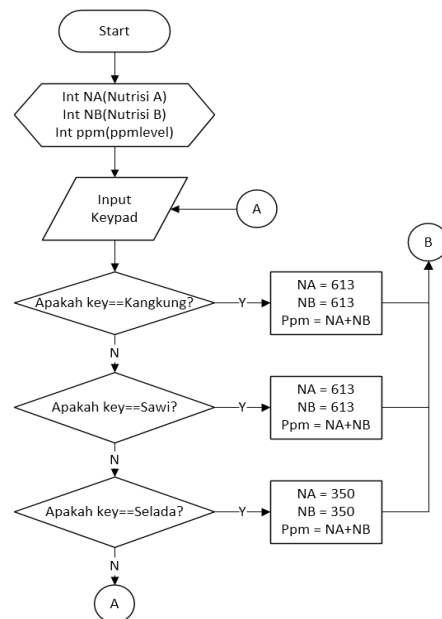 Start
Int NA(Nutrisi A)
Int NB(Nutrisi B)
Int ppm(ppmlevel)
Input
Keypad
A
B
Apakah key==Kangkung?
Y
NA = 613
NB = 613
Ppm = NA+NB
N
Apakah key==Sawi?
Y
NA = 613
NB = 613
Ppm = NA+NB
N
Apakah key==Selada?
Y
NA = 350
NB = 350
Ppm = NA+NB
N
A